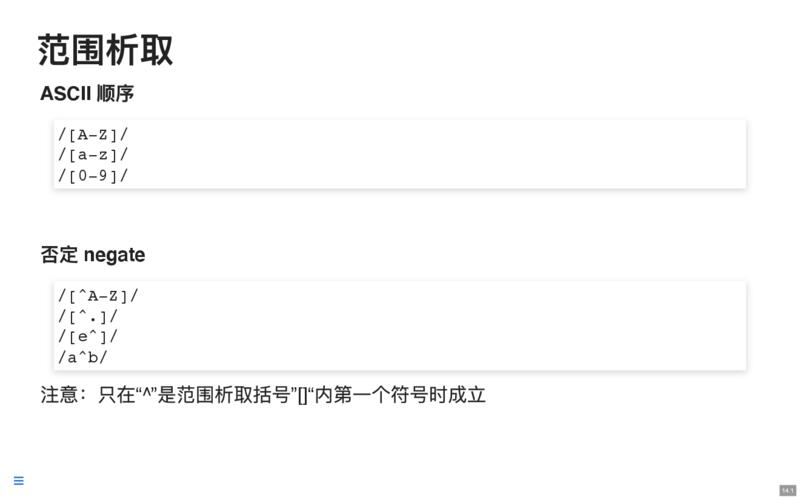 范围析取
ASCII 顺序
/[A-Z]/
/[a-z]/
/[0-9]/
否定 negate
/[^A-Z]/
/[^.]/
/[e^]/
/a^b/
注意：只在“^”是范围析取括号”[]“内第一个符号时成立
14.1